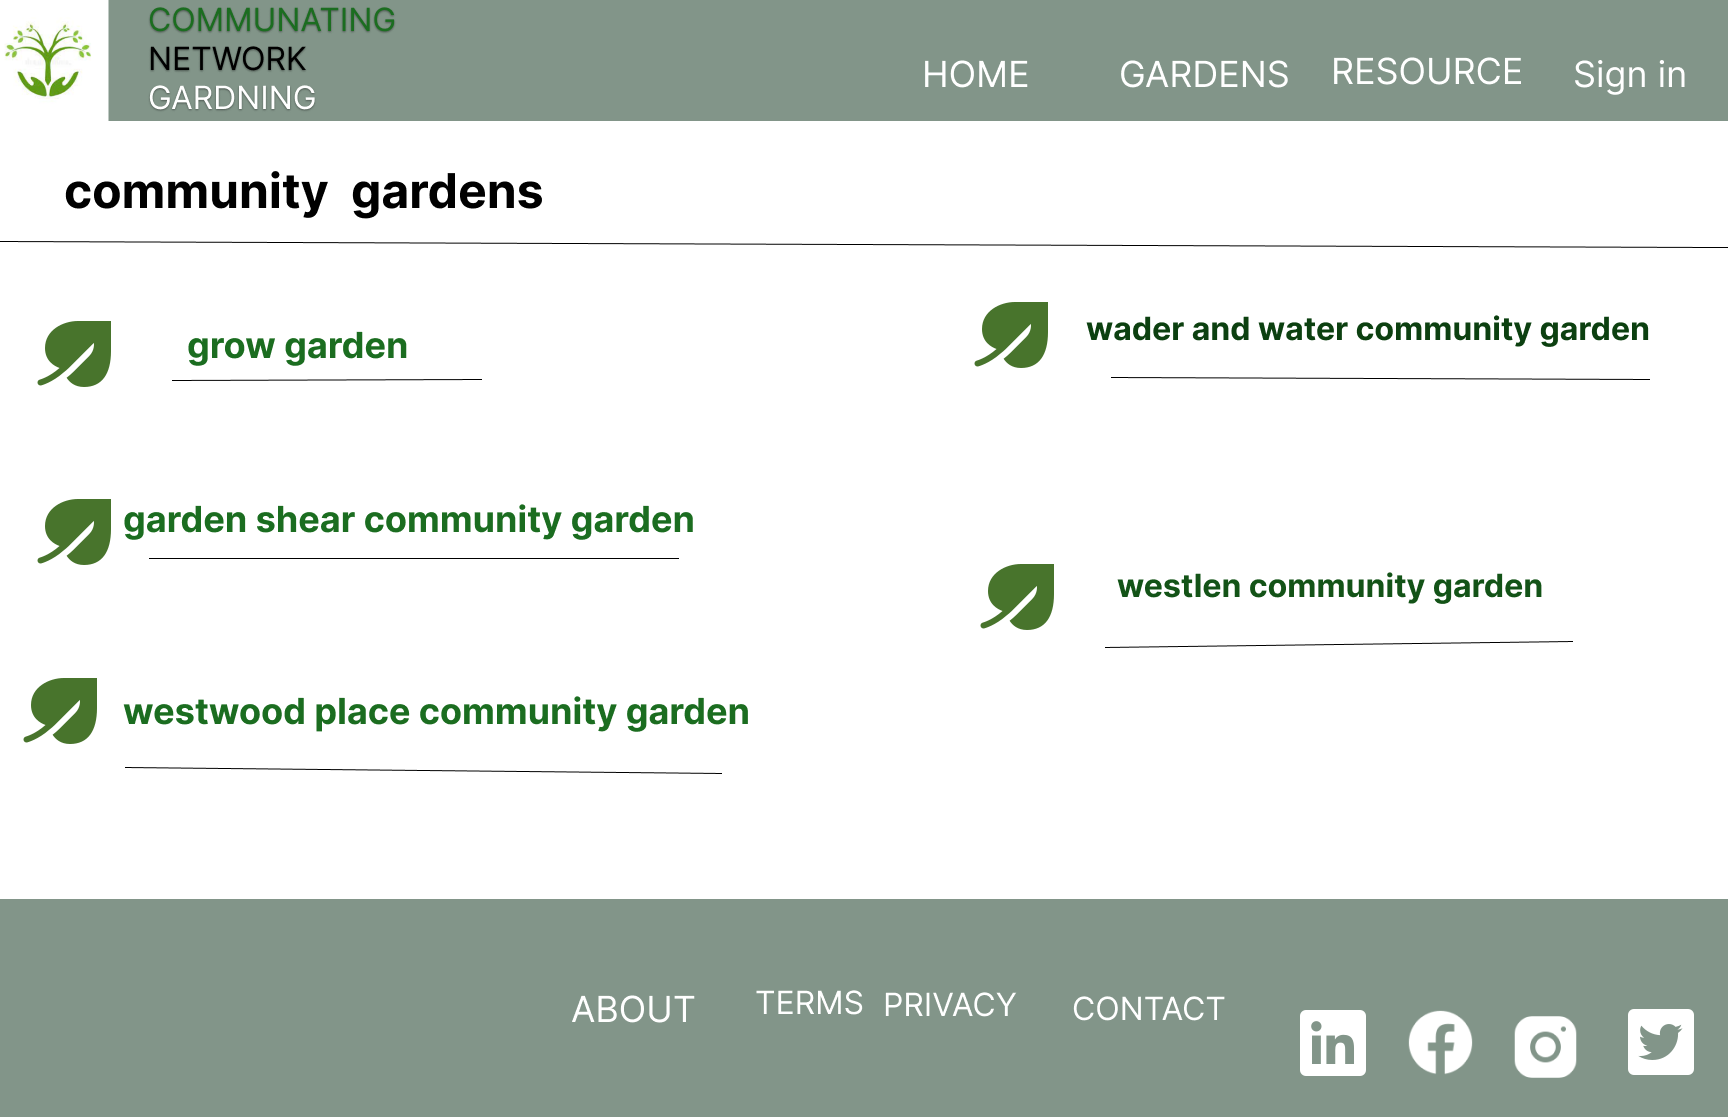 COMMUNATING
NETWORK
GARDNING
HOME GARDENS RESOURCE Sign in
community gardens
grow garden
wader and water community garden
garden shear community garden
westlen community garden
westwood place community garden
ABOUT TERMS PRIVACY CONTACT
in